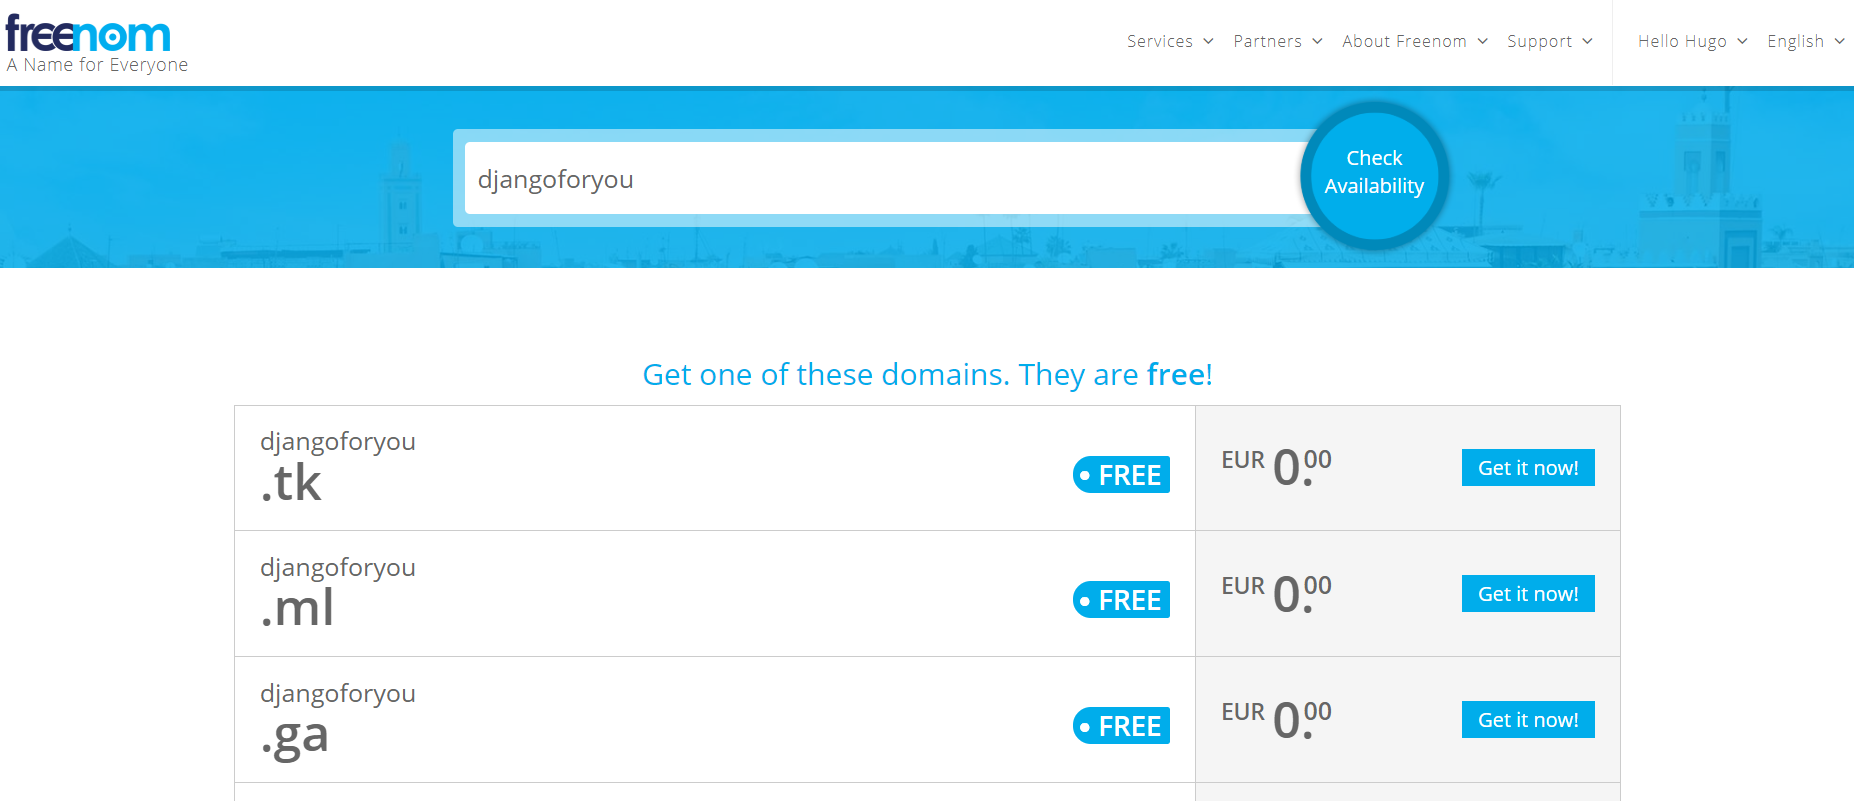 freenom
A Name for Everyone
Services Partners About Freenom Support Hello Hugo English
djangoforyou
Check
Availability
Get one of these domains. They are free!
djangoforyou
.tk
FREE
EUR 0.00
Get it now!
djangoforyou
.ml
FREE
EUR 0.00
Get it now!
djangoforyou
.ga
FREE
EUR 0.00
Get it now!